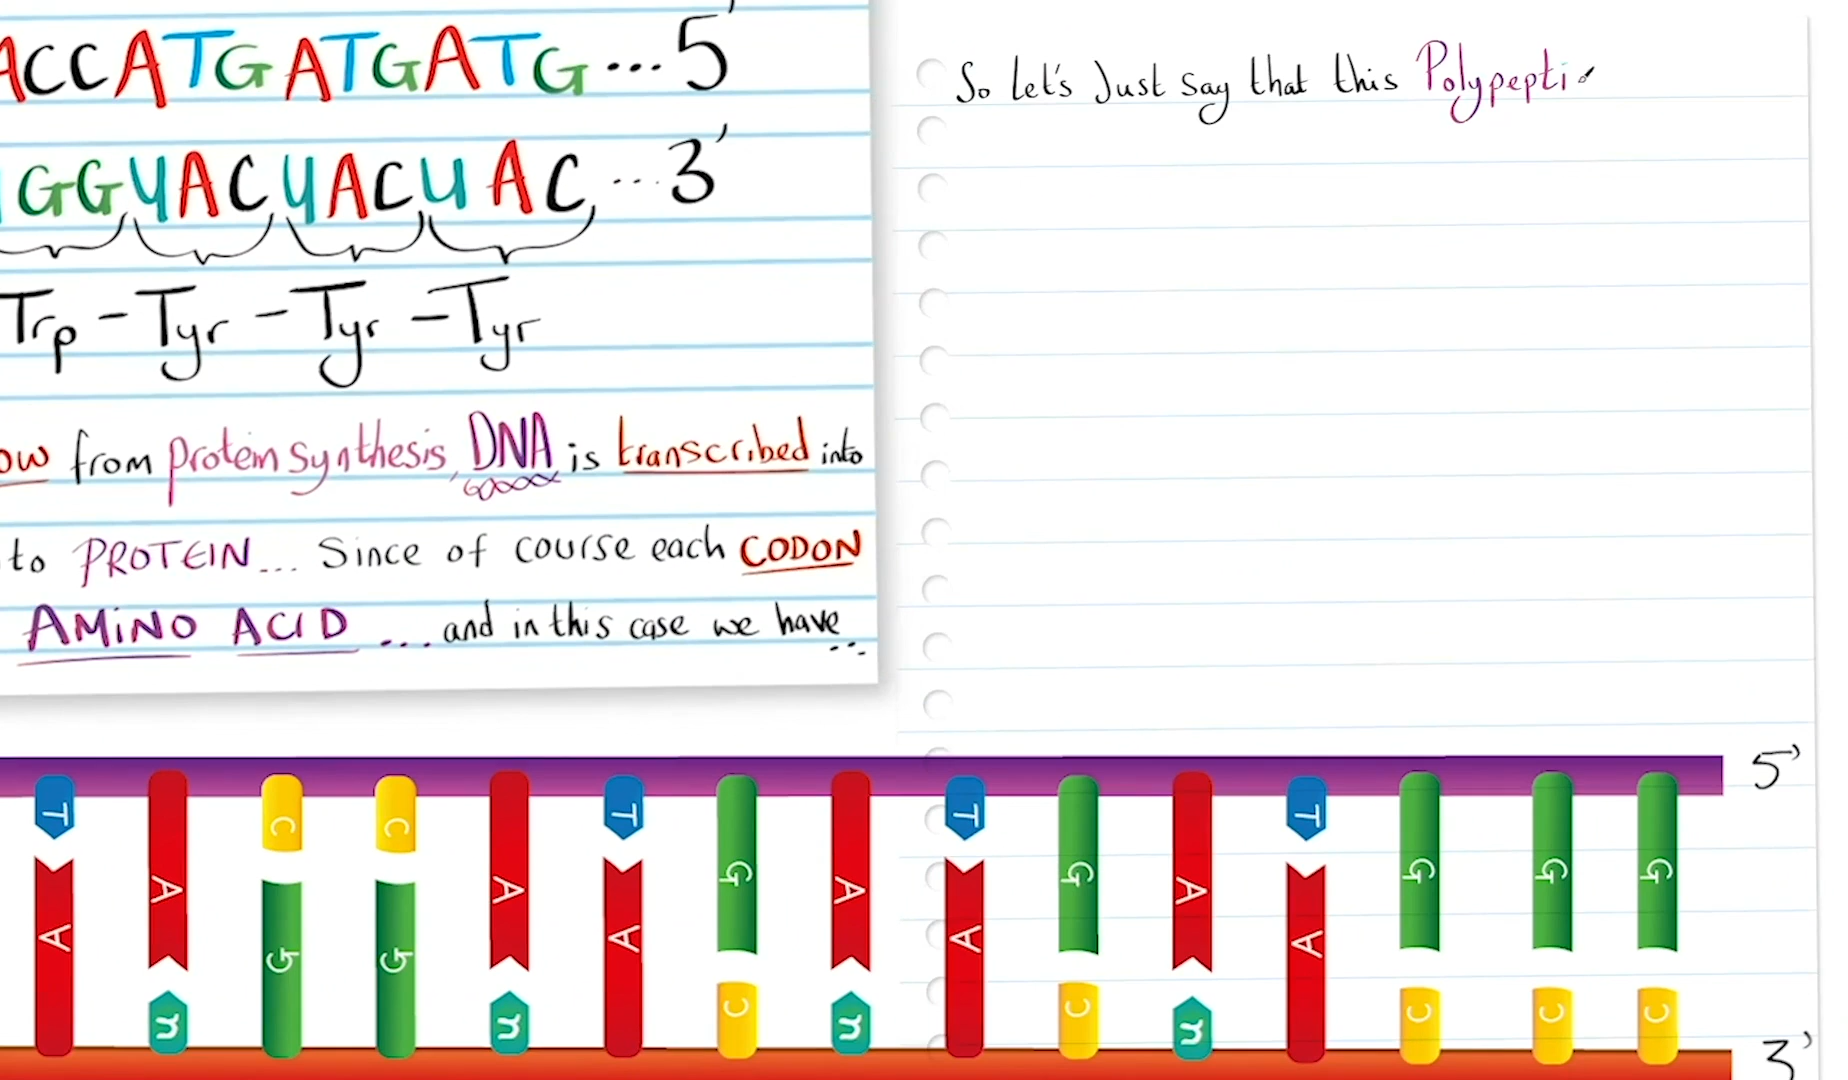 ACCATGATGATG...5'
GGUACUACUAC...3'
Trp-Tyr-Tyr-Tyr
from protein synthesis, DNA is transcribed into
to PROTEIN... Since of course each CODON
AMINO ACID ... and in this case we have ...
So Let's Just say that this Polypepti
5'
T A C C A T G A T G A T G G G
A U G G U A C U A C U A C C C
3'